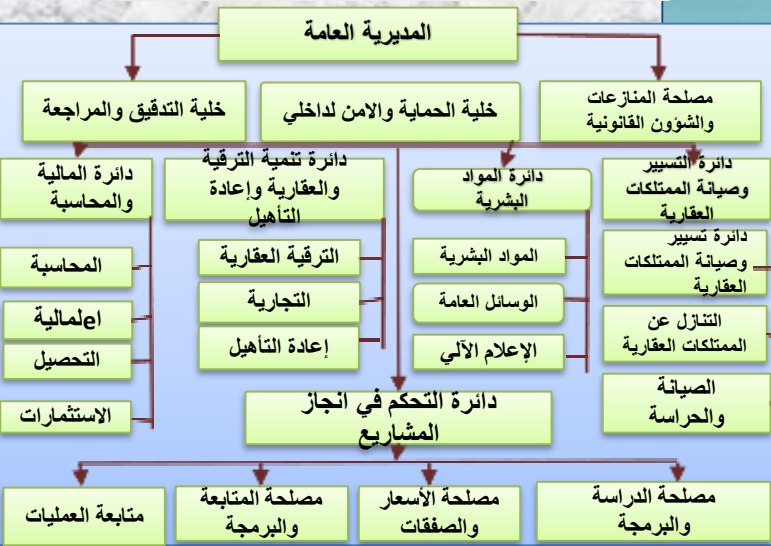 المديرية العامة
مصلحة المنازعات
والشؤون القانونية
خلية الحماية والامن لداخلي
خلية التدقيق والمراجعة
دائرة التسيير
وصيانة الممتلكات
العقارية
دائرة المواد
البشرية
دائرة تنمية الترقية
والعقارية وإعادة
التأهيل
دائرة المالية
والمحاسبة
دائرة تسيير
وصيانة الممتلكات
العقارية
التنازل عن
الممتلكات العقارية
الصيانة
والحراسة
المواد البشرية
الوسائل العامة
الإعلام الآلي
الترقية العقارية
التجارية
إعادة التأهيل
المحاسبة
اeلمالية
التحصيل
الاستثمارات
دائرة التحكم في انجاز
المشاريع
مصلحة الدراسة
والبرمجة
مصلحة الأسعار
والصفقات
مصلحة المتابعة
والبرمجة
متابعة العمليات